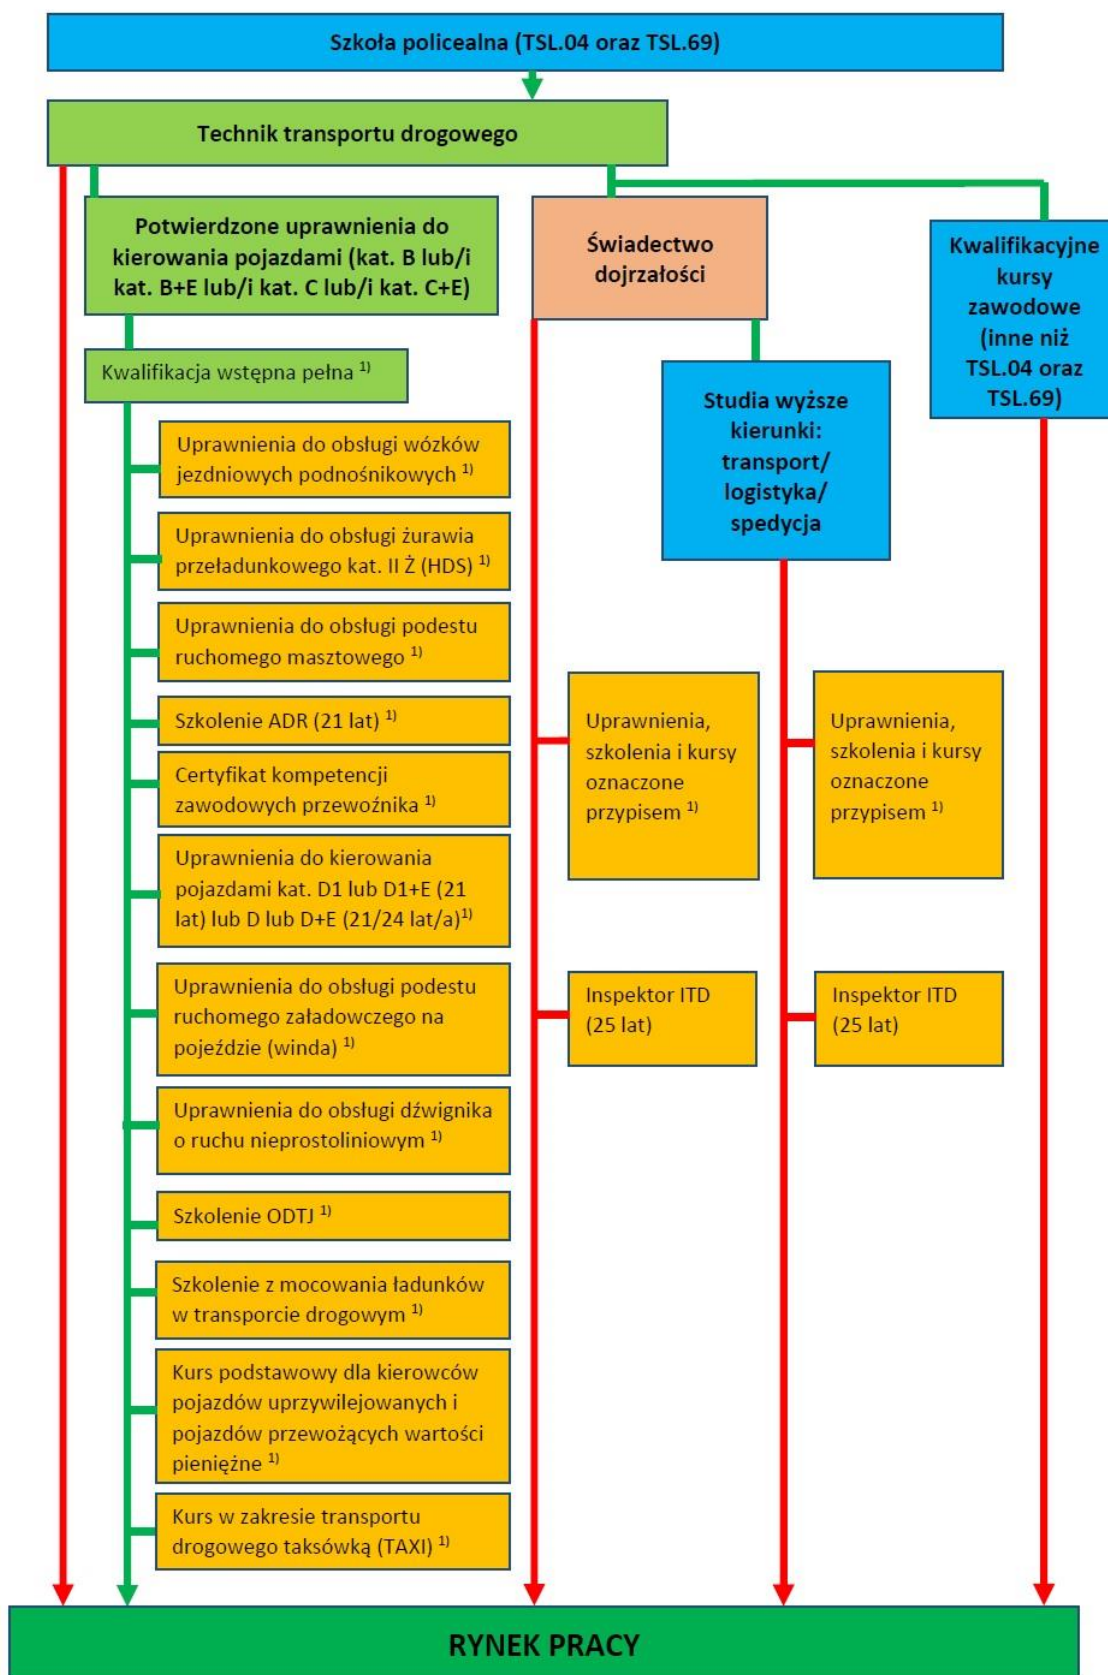 Szkoła policealna (TSL.04 oraz TSL.69)
Technik transportu drogowego
Potwierdzone uprawnienia do
kierowania pojazdami (kat. B lub/i
kat. B+E lub/i kat. C lub/i kat. C+E)
Świadectwo
dojrzałości
Kwalifikacyjne
kursy
zawodowe
(inne niż
TSL.04 oraz
TSL.69)
Kwalifikacja wstępna pełna 1)
Studia wyższe
kierunki:
transport/
logistyka/
spedycja
Uprawnienia do obsługi wózków
jezdniowych podnośnikowych 1)
Uprawnienia do obsługi żurawia
przeładunkowego kat. II Ż (HDS) 1)
Uprawnienia do obsługi podestu
ruchomego masztowego 1)
Szkolenie ADR (21 lat) 1)
Certyfikat kompetencji
zawodowych przewoźnika 1)
Uprawnienia do kierowania
pojazdami kat. D1 lub D1+E (21
lat) lub D lub D+E (21/24 lat/a)1)
Uprawnienia do obsługi podestu
ruchomego załadowczego na
pojeździe (winda) 1)
Uprawnienia do obsługi dźwignika
o ruchu nieprostoliniowym 1)
Szkolenie ODTJ 1)
Szkolenie z mocowania ładunków
w transporcie drogowym 1)
Kurs podstawowy dla kierowców
pojazdów uprzywilejowanych i
pojazdów przewożących wartości
pieniężne 1)
Kurs w zakresie transportu
drogowego taksówką (TAXI) 1)
Uprawnienia,
szkolenia i kursy
oznaczone
przypisem 1)
Inspektor ITD
(25 lat)
Uprawnienia,
szkolenia i kursy
oznaczone
przypisem 1)
Inspektor ITD
(25 lat)
RYNEK PRACY